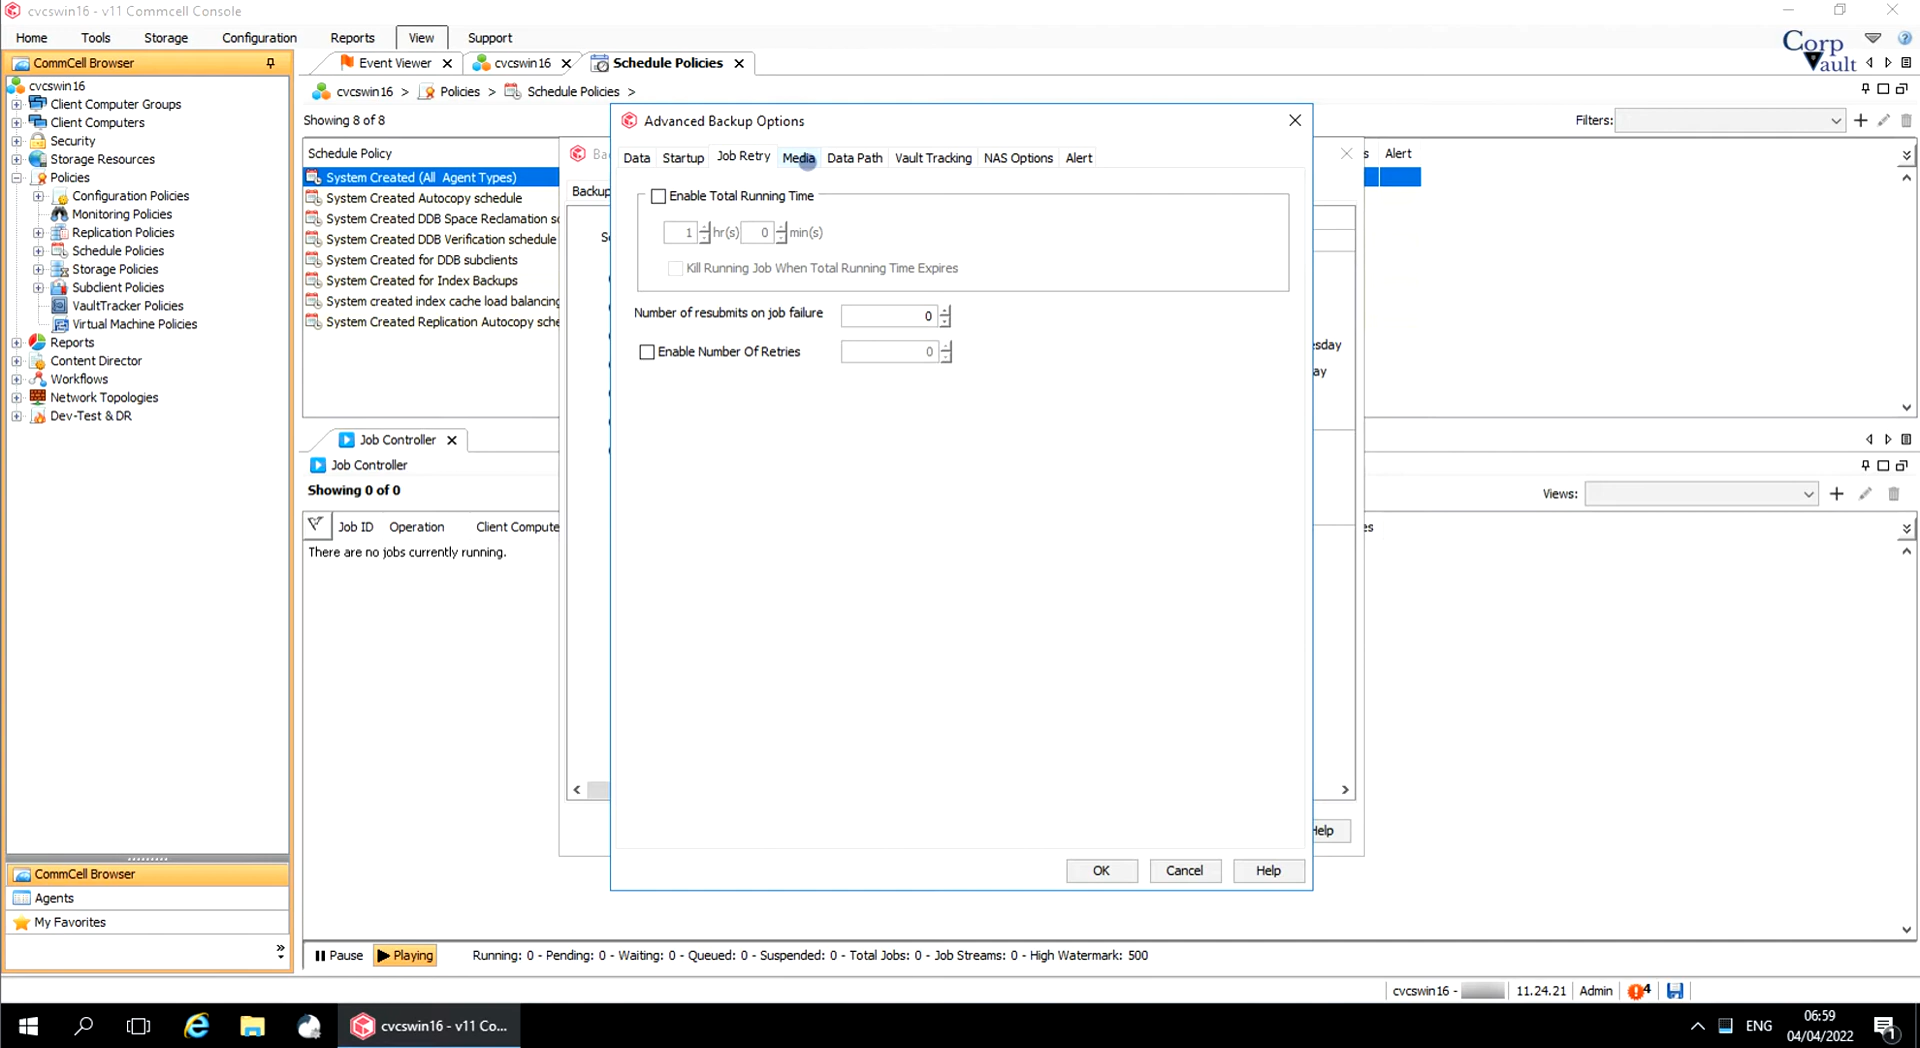 cvcswin16 - v11 Commcell Console
Home Tools Storage Configuration Reports View Support
Corp Vault
CommCell Browser
Event Viewer cvcswin16 Schedule Policies
cvcswin16 > Policies > Schedule Policies >
Showing 8 of 8
Filters:
cvcswin16
Client Computer Groups
Client Computers
Security
Storage Resources
Policies
Configuration Policies
Monitoring Policies
Replication Policies
Schedule Policies
Storage Policies
Subclient Policies
VaultTracker Policies
Virtual Machine Policies
Reports
Content Director
Workflows
Network Topologies
Dev-Test & DR
CommCell Browser
Agents
My Favorites
Schedule Policy
Alert
System Created (All Agent Types)
System Created Autocopy schedule
System Created DDB Space Reclamation sc
System Created DDB Verification schedule
System Created for DDB subclients
System Created for Index Backups
System created index cache load balancing
System Created Replication Autocopy sche
Ba
Backup
sday
ay
Help
Advanced Backup Options
Data Startup Job Retry Media Data Path Vault Tracking NAS Options Alert
Enable Total Running Time
1 hr(s) 0 min(s)
Kill Running Job When Total Running Time Expires
Number of resubmits on job failure 0
Enable Number Of Retries 0
OK Cancel Help
Job Controller
Job Controller
Showing 0 of 0
Views:
Job ID Operation Client Compute
es
There are no jobs currently running.
Pause Playing Running: 0 - Pending: 0 - Waiting: 0 - Queued: 0 - Suspended: 0 - Total Jobs: 0 - Job Streams: 0 - High Watermark: 500
cvcswin16 - 11.24.21 Admin 4
cvcswin16 - v11 Co...
ENG
06:59
04/04/2022
1